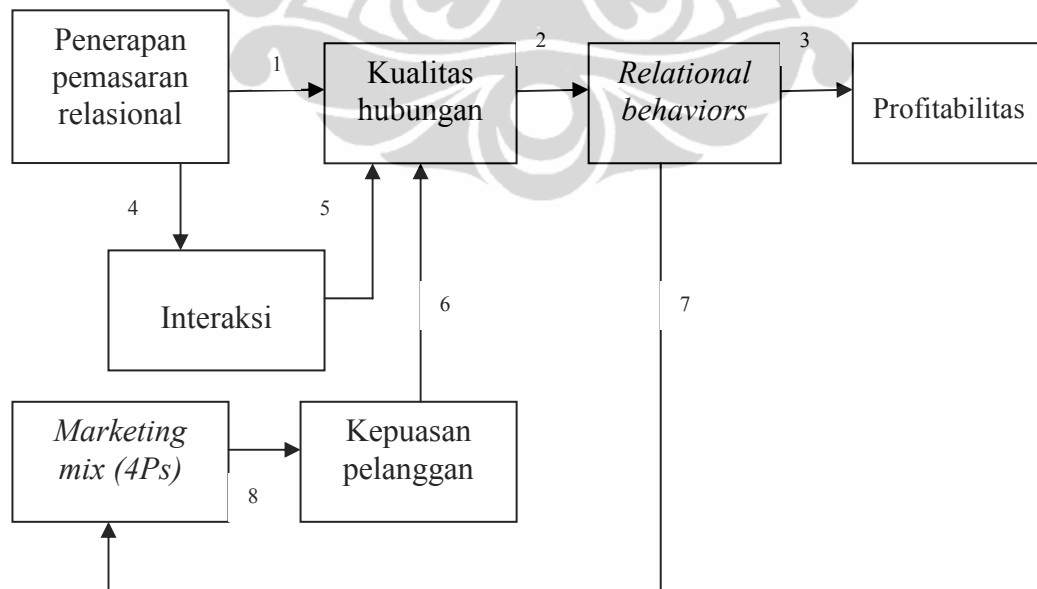 Penerapan
pemasaran
relasional
1
Kualitas
hubungan
2
Relational
behaviors
3
Profitabilitas
4
5
Interaksi
6
7
Marketing
mix (4Ps)
8
Kepuasan
pelanggan